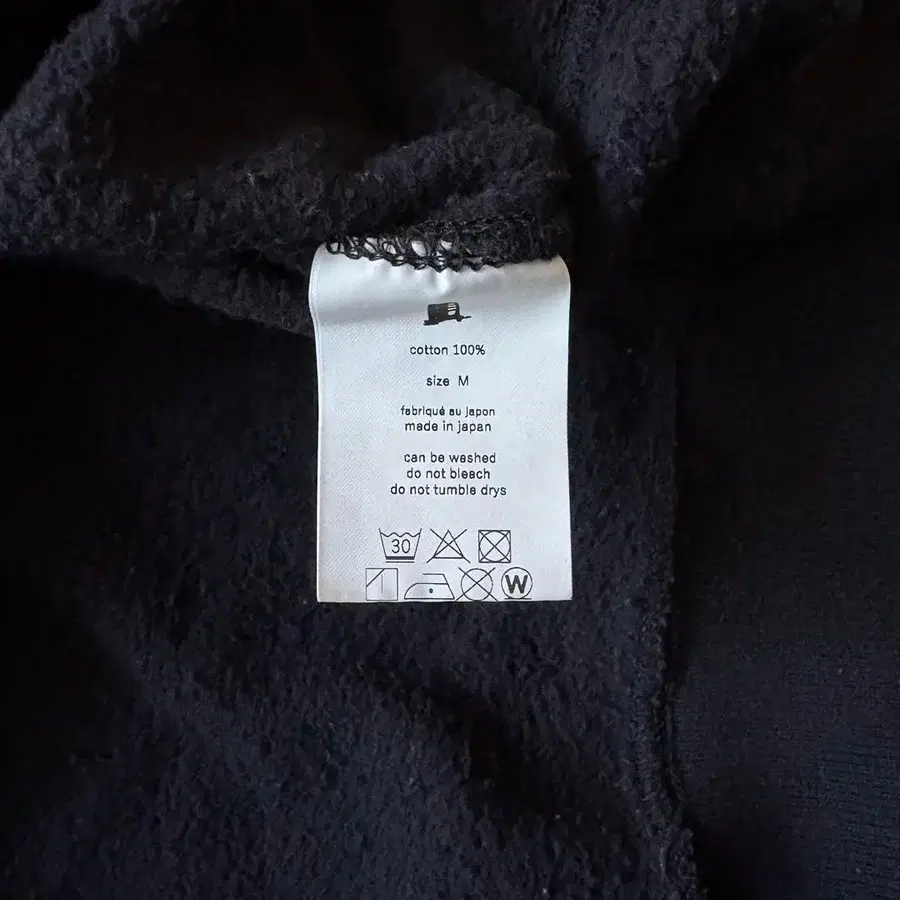 cotton 100%
size M
fabriqué au japon
made in japan
can be washed
do not bleach
do not tumble drys
30
W